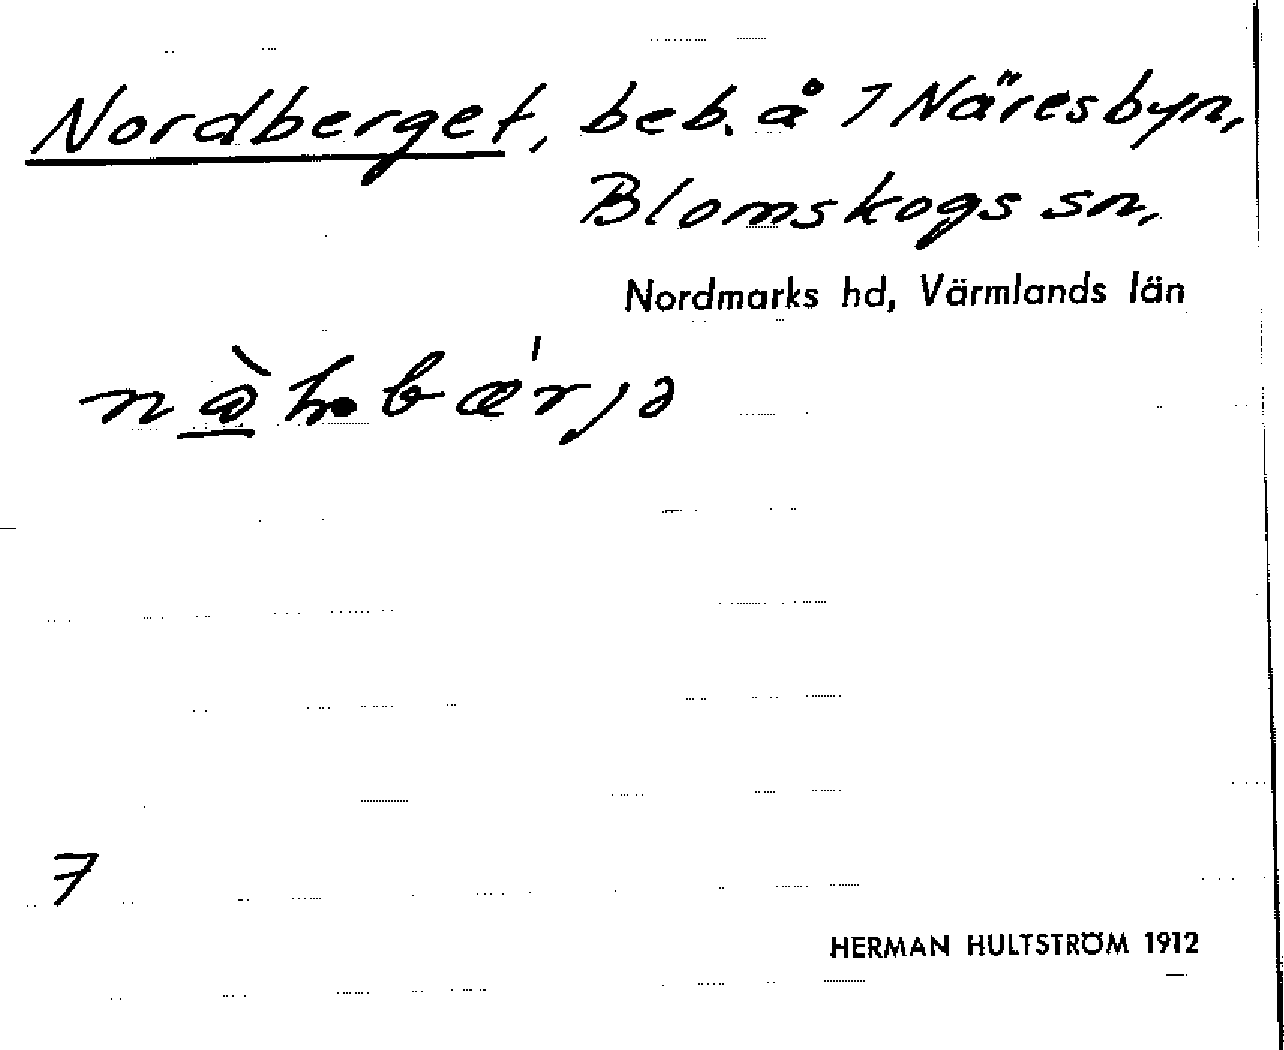 Nordberget, beb. å 7 Näresbyn,
Blomskogs sn,
Nordmarks hd, Värmlands län
7
HERMAN HULTSTRÖM 1912